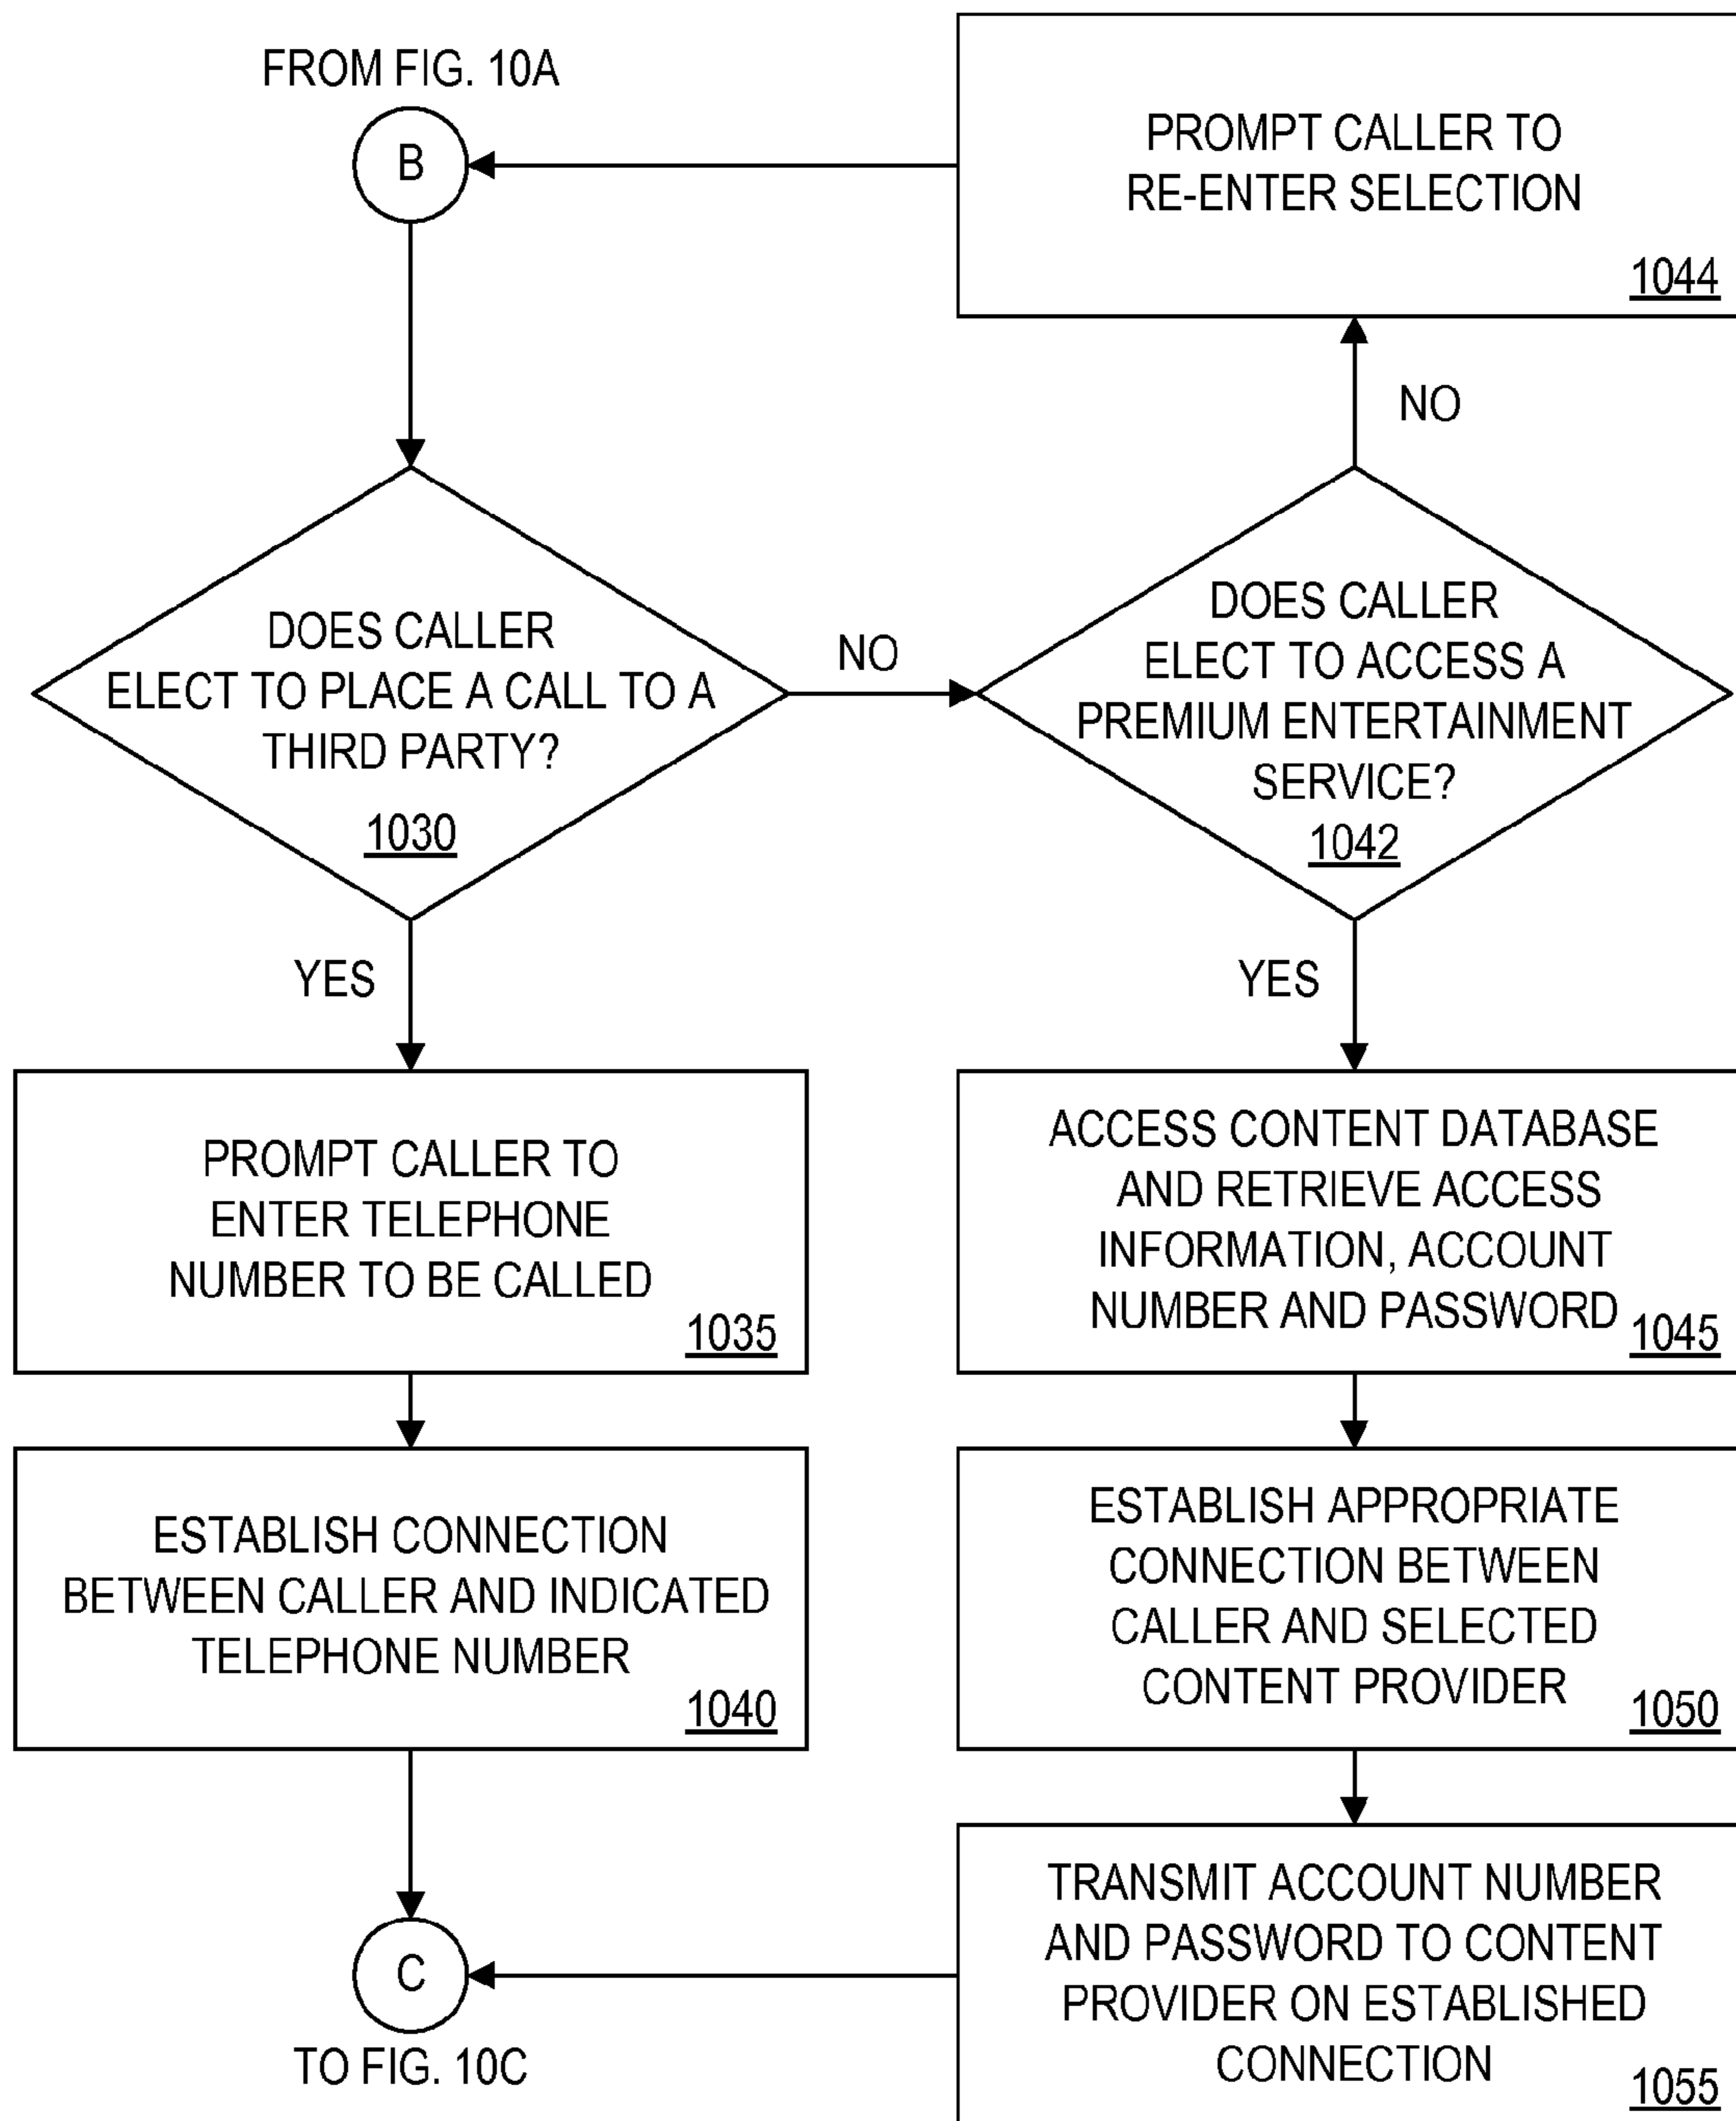 FROM FIG. 10A
B
PROMPT CALLER TO
RE-ENTER SELECTION
1044
NO
DOES CALLER
ELECT TO PLACE A CALL TO A
THIRD PARTY?
1030
NO
DOES CALLER
ELECT TO ACCESS A
PREMIUM ENTERTAINMENT
SERVICE?
1042
YES
YES
PROMPT CALLER TO
ENTER TELEPHONE
NUMBER TO BE CALLED
1035
ACCESS CONTENT DATABASE
AND RETRIEVE ACCESS
INFORMATION, ACCOUNT
NUMBER AND PASSWORD
1045
ESTABLISH CONNECTION
BETWEEN CALLER AND INDICATED
TELEPHONE NUMBER
1040
ESTABLISH APPROPRIATE
CONNECTION BETWEEN
CALLER AND SELECTED
CONTENT PROVIDER
1050
C
TO FIG. 10C
TRANSMIT ACCOUNT NUMBER
AND PASSWORD TO CONTENT
PROVIDER ON ESTABLISHED
CONNECTION
1055